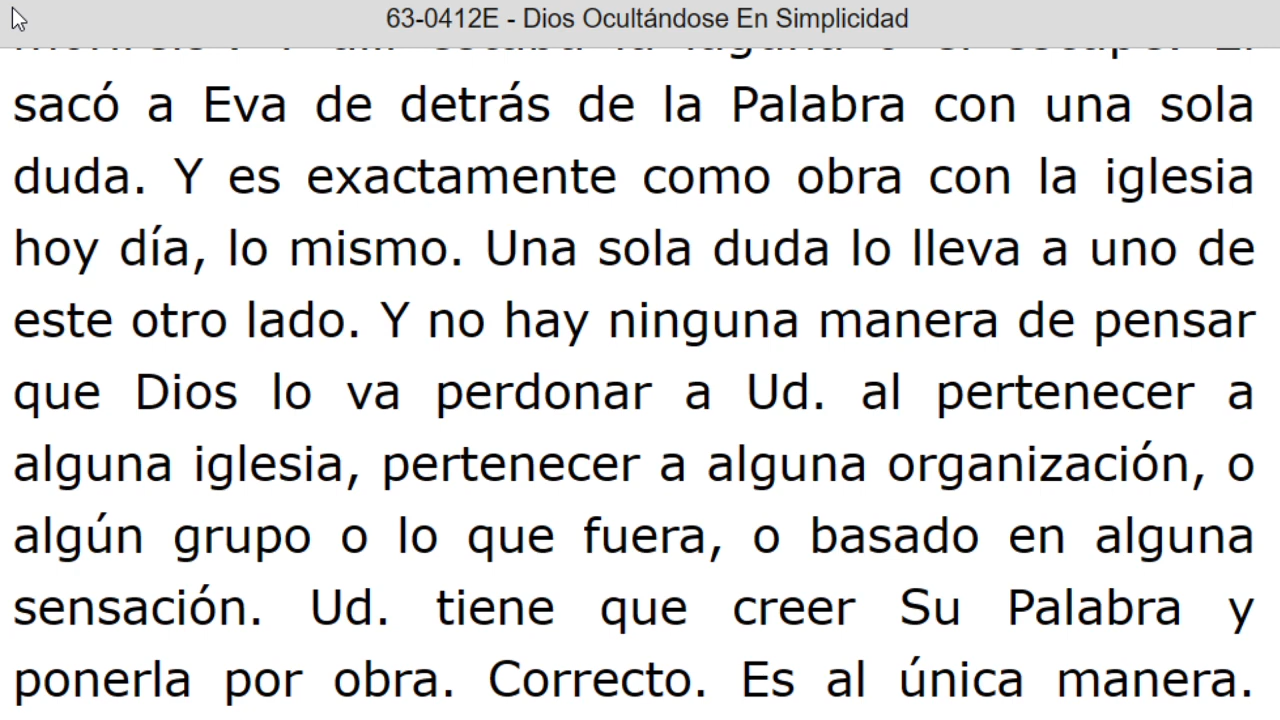 63-0412E - Dios Ocultándose En Simplicidad
sacó a Eva de detrás de la Palabra con una sola
duda. Y es exactamente como obra con la iglesia
hoy día, lo mismo. Una sola duda lo lleva a uno de
este otro lado. Y no hay ninguna manera de pensar
que Dios lo va perdonar a Ud. al pertenecer a
alguna iglesia, pertenecer a alguna organización, o
algún grupo o lo que fuera, o basado en alguna
sensación. Ud. tiene que creer Su Palabra y
ponerla por obra. Correcto. Es al única manera.